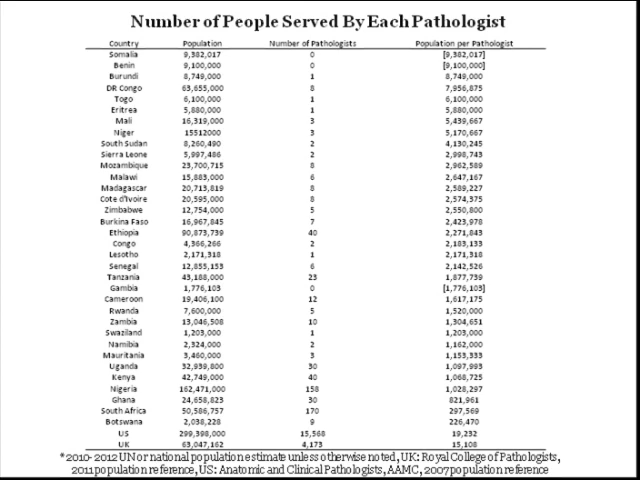 Number of People Served By Each Pathologist
Country Population Number of Pathologists Population per Pathologist
Somalia 9,382,017 0 [9,382,017]
Benin 9,100,000 0 [9,100,000]
Burundi 8,749,000 1 8,749,000
DR Congo 63,655,000 8 7,956,875
Togo 6,100,000 1 6,100,000
Eritrea 5,880,000 1 5,880,000
Mali 16,319,000 3 5,439,667
Niger 15512000 3 5,170,667
South Sudan 8,260,490 2 4,130,245
Sierra Leone 5,997,486 2 2,998,743
Mozambique 23,700,715 8 2,962,589
Malawi 15,883,000 6 2,647,167
Madagascar 20,713,819 8 2,589,227
Cote d'Ivoire 20,595,000 8 2,574,375
Zimbabwe 12,754,000 5 2,550,800
Burkina Faso 16,967,845 7 2,423,978
Ethiopia 90,873,739 40 2,271,843
Congo 4,366,266 2 2,183,133
Lesotho 2,171,318 1 2,171,318
Senegal 12,855,153 6 2,142,526
Tanzania 43,188,000 23 1,877,739
Gambia 1,776,103 0 [1,776,103]
Cameroon 19,406,100 12 1,617,175
Rwanda 7,600,000 5 1,520,000
Zambia 13,046,508 10 1,304,651
Swaziland 1,203,000 1 1,203,000
Namibia 2,324,000 2 1,162,000
Mauritania 3,460,000 3 1,153,333
Uganda 32,939,800 30 1,097,993
Kenya 42,749,000 40 1,068,725
Nigeria 162,471,000 158 1,028,297
Ghana 24,658,823 30 821,961
South Africa 50,586,757 170 297,569
Botswana 2,038,228 9 226,470
US 299,398,000 15,568 19,232
UK 63,047,162 4,173 15,108
*2010-2012 UN or national population estimate unless otherwise noted, UK: Royal College of Pathologists,
2011 population reference, US: Anatomic and Clinical Pathologists, AAMC, 2007 population reference